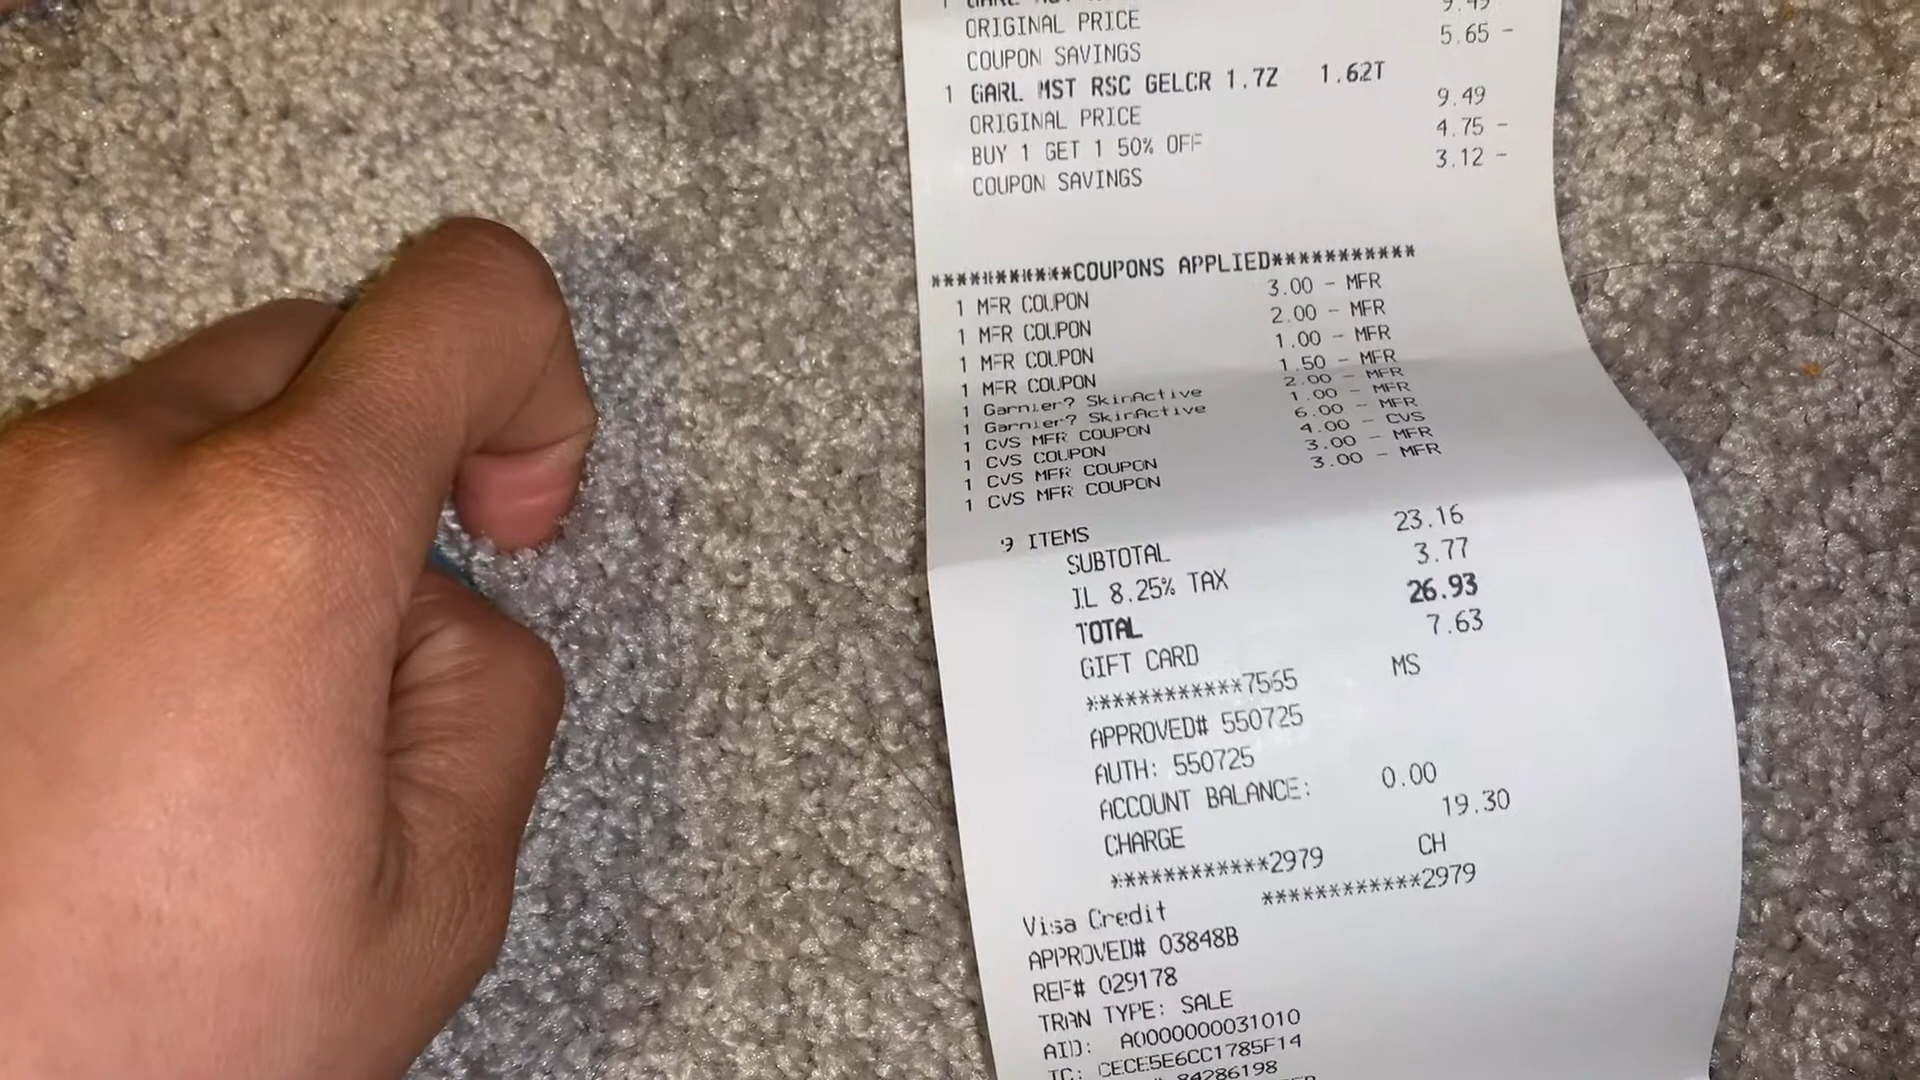 ORIGINAL PRICE 9.49
COUPON SAVINGS 5.65 -
1 GARL MST RSC GELCR 1.7Z 1.62T
ORIGINAL PRICE 9.49
BUY 1 GET 1 50% OFF 4.75 -
COUPON SAVINGS 3.12 -
***********COUPONS APPLIED***********
1 MFR COUPON 3.00 - MFR
1 MFR COUPON 2.00 - MFR
1 MFR COUPON 1.00 - MFR
1 MFR COUPON 1.50 - MFR
1 Garnier? SkinActive 2.00 - MFR
1 Garnier? SkinActive 1.00 - MFR
1 CVS MFR COUPON 6.00 - MFR
1 CVS COUPON 4.00 - CVS
1 CVS MFR COUPON 3.00 - MFR
1 CVS MFR COUPON 3.00 - MFR
9 ITEMS
SUBTOTAL 23.16
IL 8.25% TAX 3.77
TOTAL 26.93
GIFT CARD 7.63
************7565 MS
APPROVED# 550725
AUTH: 550725
ACCOUNT BALANCE: 0.00
CHARGE 19.30
************2979 CH
Visa Credit ************2979
APPROVED# 03848B
REF# 029178
TRAN TYPE: SALE
AID: A0000000031010
TC: CECE5E6CC1785F14
84286198